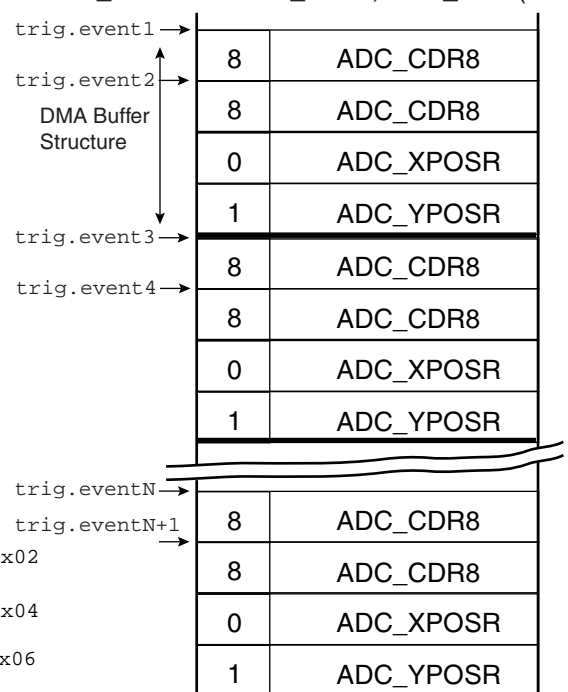 trig.event1
8 ADC_CDR8
trig.event2
DMA Buffer
Structure
8 ADC_CDR8
0 ADC_XPOSR
1 ADC_YPOSR
trig.event3
8 ADC_CDR8
trig.event4
8 ADC_CDR8
0 ADC_XPOSR
1 ADC_YPOSR
trig.eventN
8 ADC_CDR8
trig.eventN+1
x02
8 ADC_CDR8
x04
0 ADC_XPOSR
x06
1 ADC_YPOSR